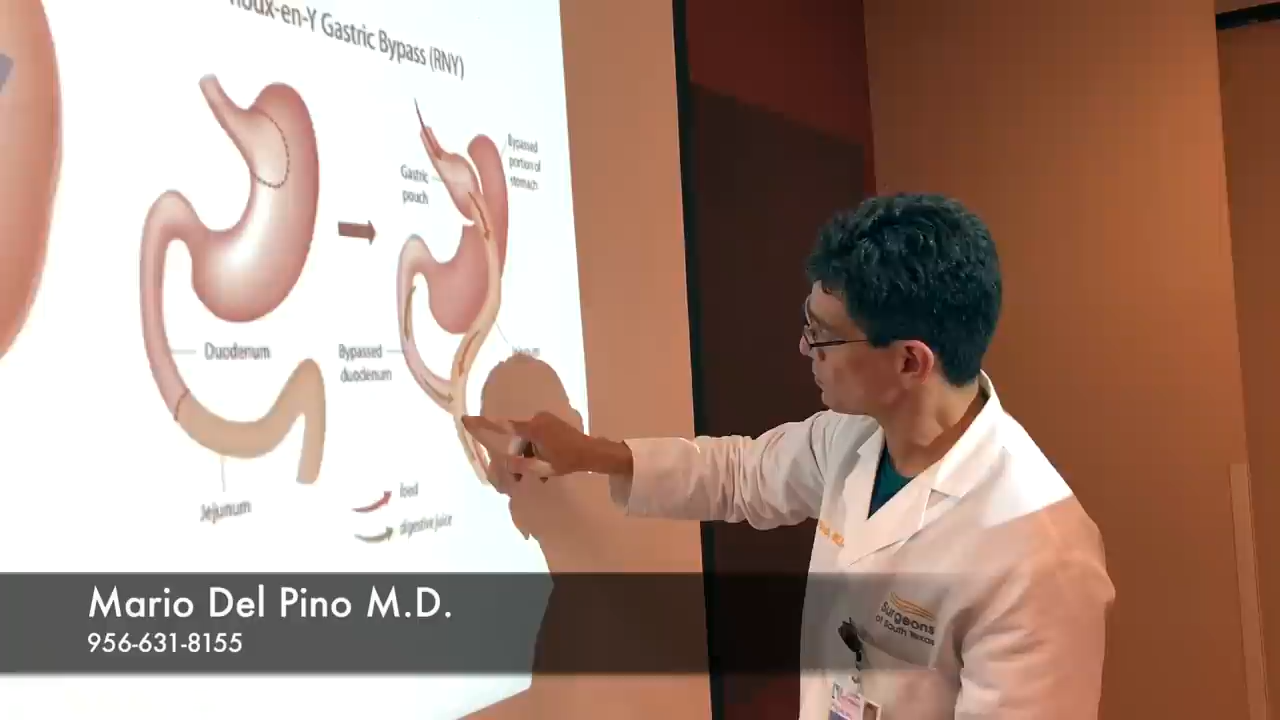 Roux-en-Y Gastric Bypass (RNY)
Bypassed
portion of
stomach
Gastric
pouch
Duodenum
Bypassed
duodenum
Jejunum
food
digestive juice
Mario Del Pino M.D.
956-631-8155
Surgeons
of South Texas